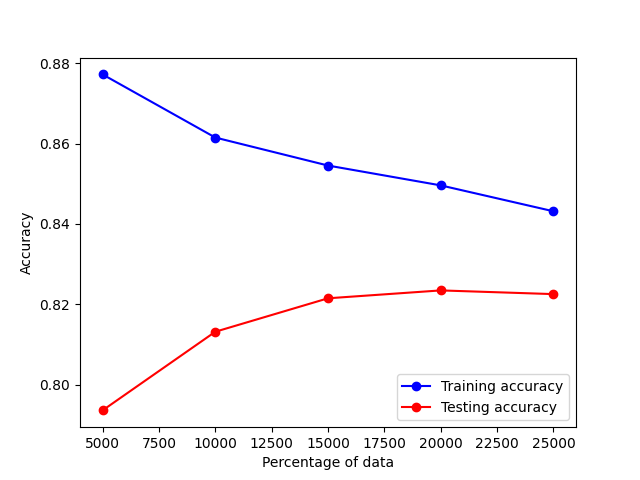 0.88
0.86
0.84
0.82
0.80
Accuracy
5000 7500 10000 12500 15000 17500 20000 22500 25000
Percentage of data
Training accuracy
Testing accuracy